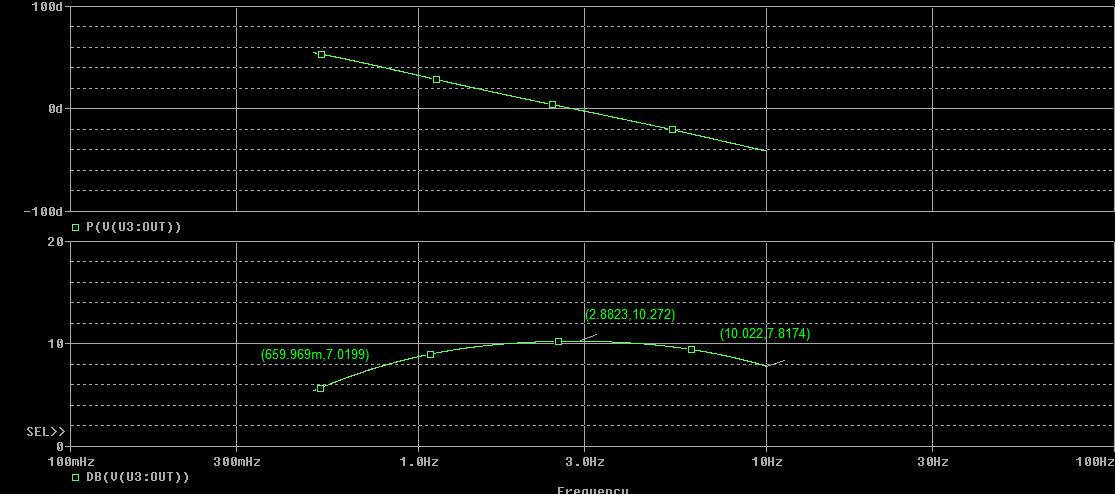 100d
0d
-100d
P(V(U3:OUT))
20
(2.8823,10.272)
(10.022,7.8174)
10
(659.969m,7.0199)
SEL>>
0
100mHz 300mHz 1.0Hz 3.0Hz 10Hz 30Hz 100Hz
DB(V(U3:OUT))
Frequency